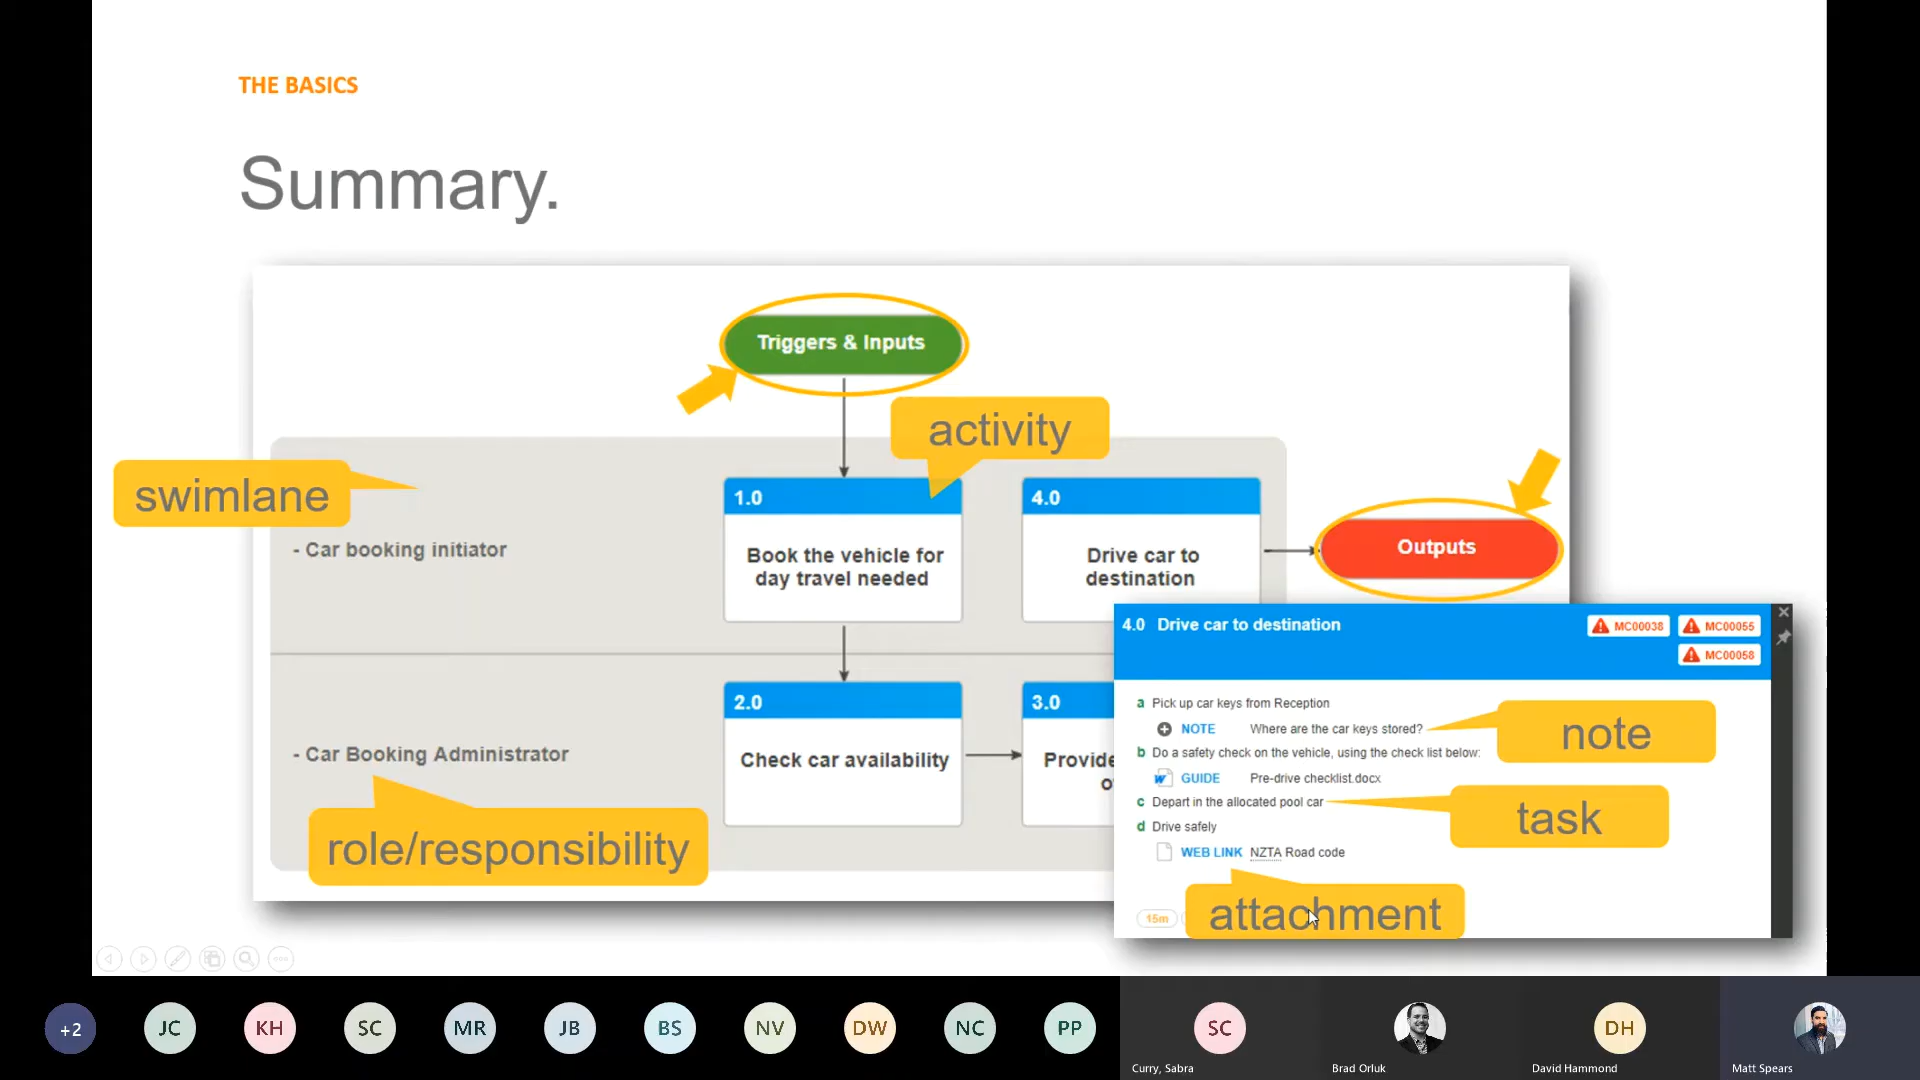 THE BASICS
Summary.
Triggers & Inputs
activity
swimlane
1.0
4.0
- Car booking initiator
Book the vehicle for
day travel needed
Drive car to
destination
Outputs
4.0 Drive car to destination
MC00038
MC00055
MC00058
2.0
3.0
- Car Booking Administrator
Check car availability
Provide
role/responsibility
a Pick up car keys from Reception
NOTE Where are the car keys stored?
note
b Do a safety check on the vehicle, using the check list below:
GUIDE Pre-drive checklist.docx
c Depart in the allocated pool car
task
d Drive safely
WEB LINK NZTA Road code
15m
attachment
+2
JC
KH
SC
MR
JB
BS
NV
DW
NC
PP
SC
DH
Curry, Sabra
Brad Orluk
David Hammond
Matt Spears